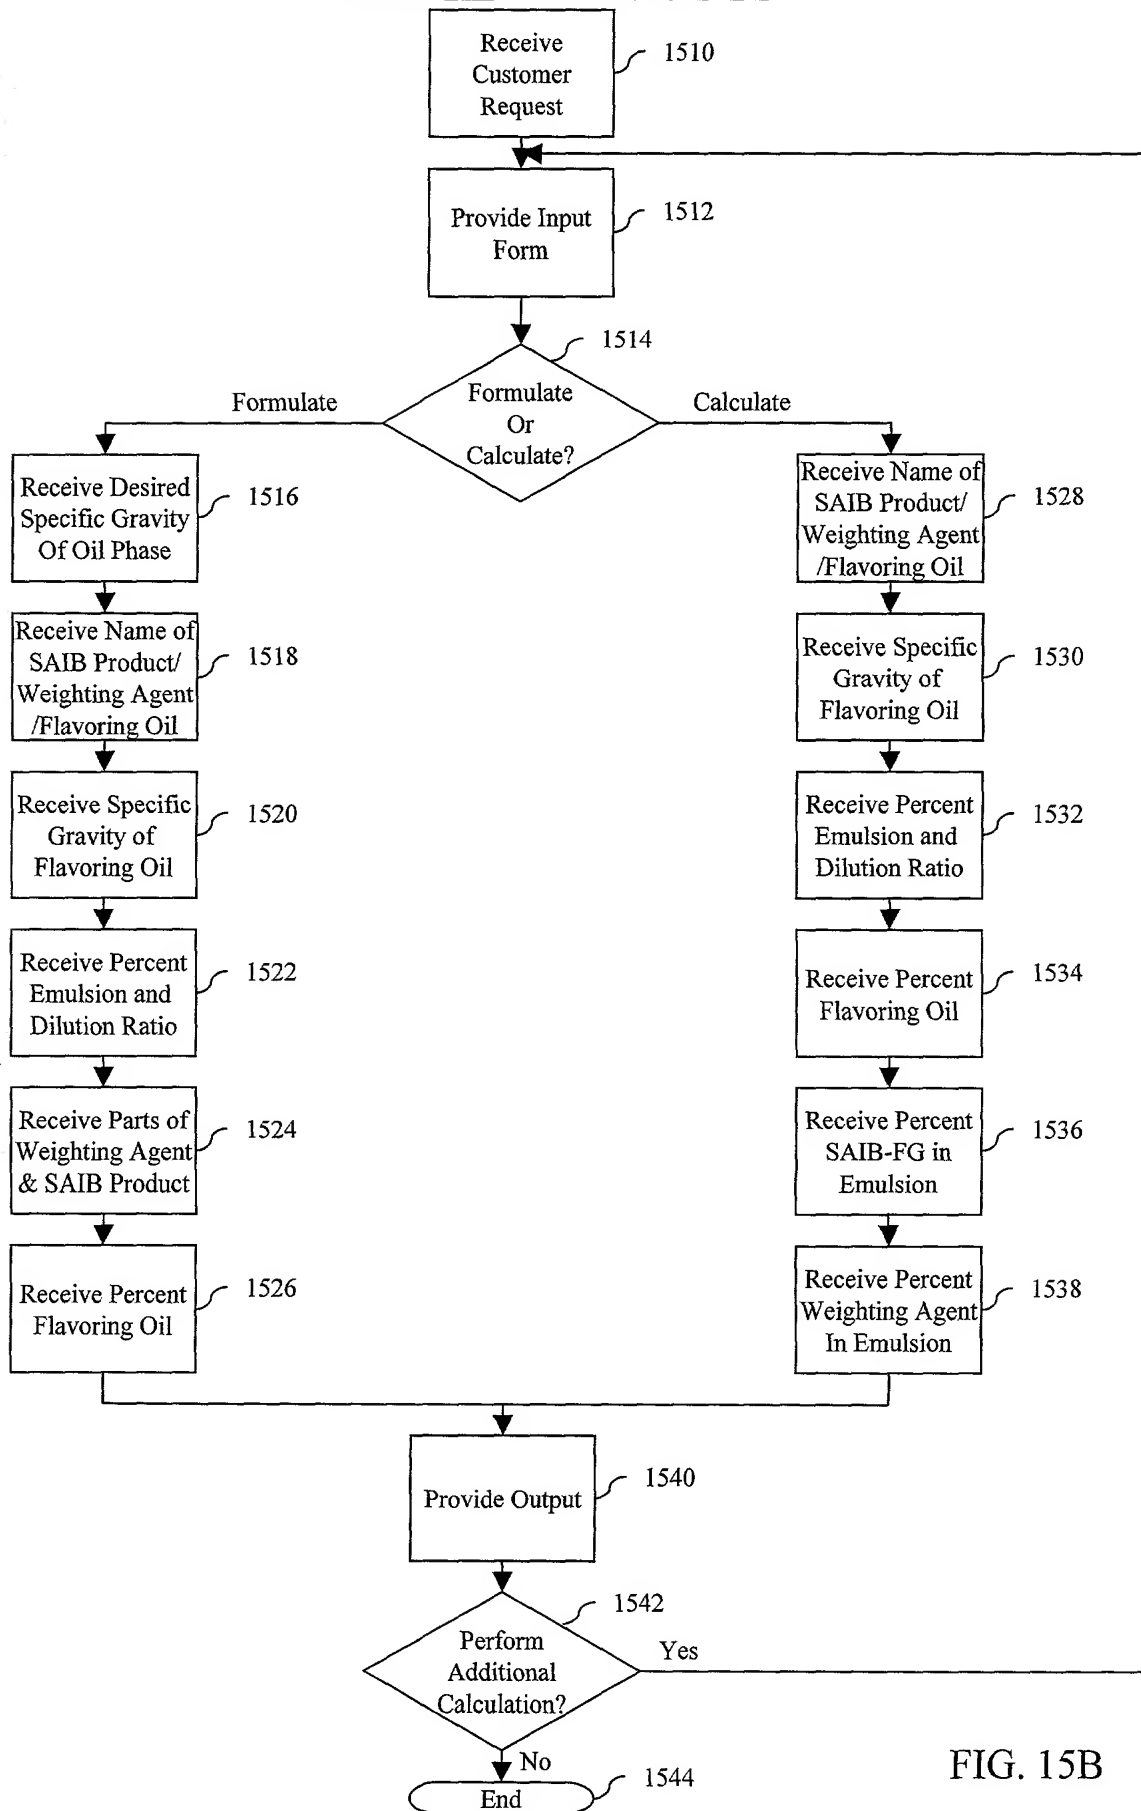 Receive
Customer
Request
1510
Provide Input
Form
1512
1514
Formulate
Or
Calculate?
Formulate
Calculate
Receive Desired
Specific Gravity
Of Oil Phase
1516
Receive Name of
SAIB Product/
Weighting Agent
/Flavoring Oil
1518
Receive Specific
Gravity of
Flavoring Oil
1520
Receive Percent
Emulsion and
Dilution Ratio
1522
Receive Parts of
Weighting Agent
& SAIB Product
1524
Receive Percent
Flavoring Oil
1526
Receive Name of
SAIB Product/
Weighting Agent
/Flavoring Oil
1528
Receive Specific
Gravity of
Flavoring Oil
1530
Receive Percent
Emulsion and
Dilution Ratio
1532
Receive Percent
Flavoring Oil
1534
Receive Percent
SAIB-FG in
Emulsion
1536
Receive Percent
Weighting Agent
In Emulsion
1538
Provide Output
1540
1542
Perform
Additional
Calculation?
Yes
No
End
1544
FIG. 15B